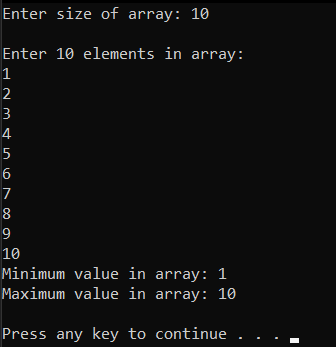 Enter size of array: 10
Enter 10 elements in array:
1
2
3
4
5
6
7
8
9
10
Minimum value in array: 1
Maximum value in array: 10
Press any key to continue . . .